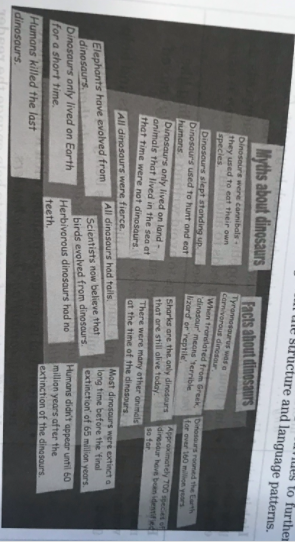 to further
the structure and language patterns.
Myths about dinosaurs
Dinosaurs were cannibals -
they used to eat their own
species.
Dinosaurs slept standing up.
Dinosaurs used to hunt and eat
humans.
Dinosaurs only lived on land -
animals that lived in the sea at
that time were not dinosaurs.
All dinosaurs were fierce.
Elephants have evolved from
dinosaurs.
Dinosaurs only lived on Earth
for a short time.
Humans killed the last
dinosaurs.
All dinosaurs had tails.
Scientists now believe that
birds evolved from dinosaurs.
Herbivorous dinosaurs had no
teeth.
Facts about dinosaurs
Tyrannosaurus was a
carnivorous dinosaur.
When translated from Greek,
'dinosaur' means 'terrible
lizard' or 'reptile'.
Sharks are the only dinosaurs
that are still alive today.
There were many other animals
at the time of the dinosaurs.
Dinosaurs roamed the Earth
for over 160 million years.
Approximately 700 species of
dinosaur have been identified
so far.
Most dinosaurs were extinct a
long time before the 'final
extinction' of 65 million years
Humans didn't appear until 60
million years after the
extinction of the dinosaurs.